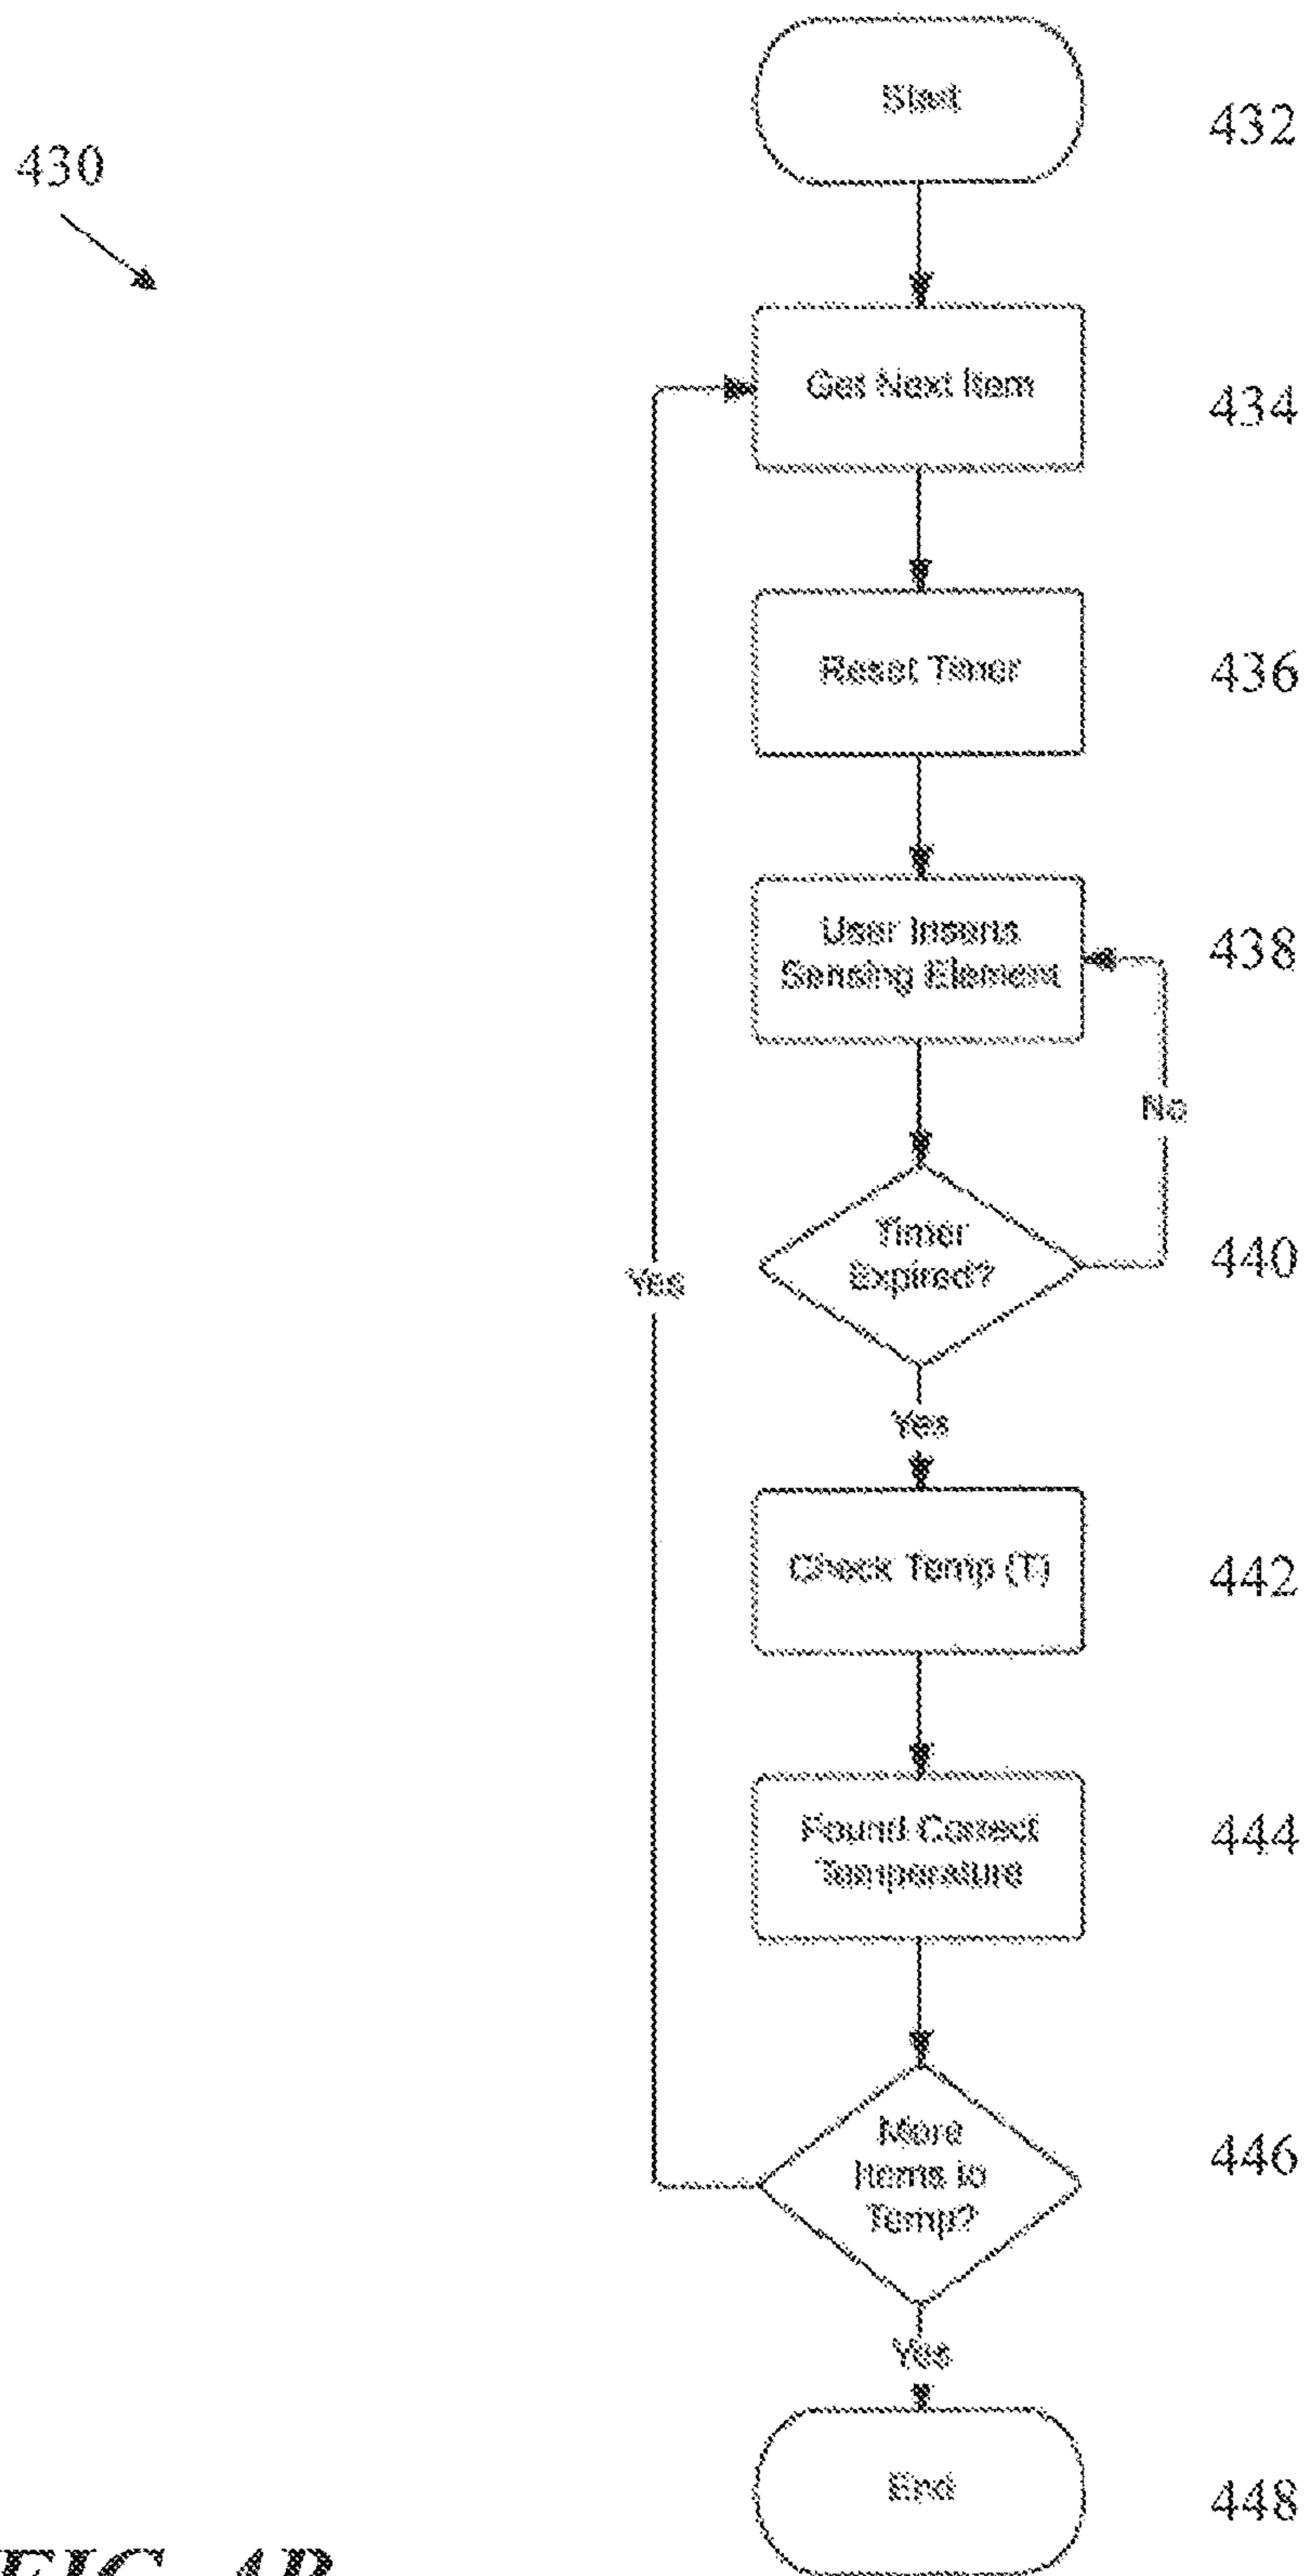 430
Start
432
Get Next Item
434
Reset Timer
436
User Inserts
Sensing Element
438
No
Timer
Expired?
440
Yes
Yes
Check Temp (T)
442
Found Correct
Temperature
444
More
Items to
Temp?
446
Yes
End
448
FIG. 4B